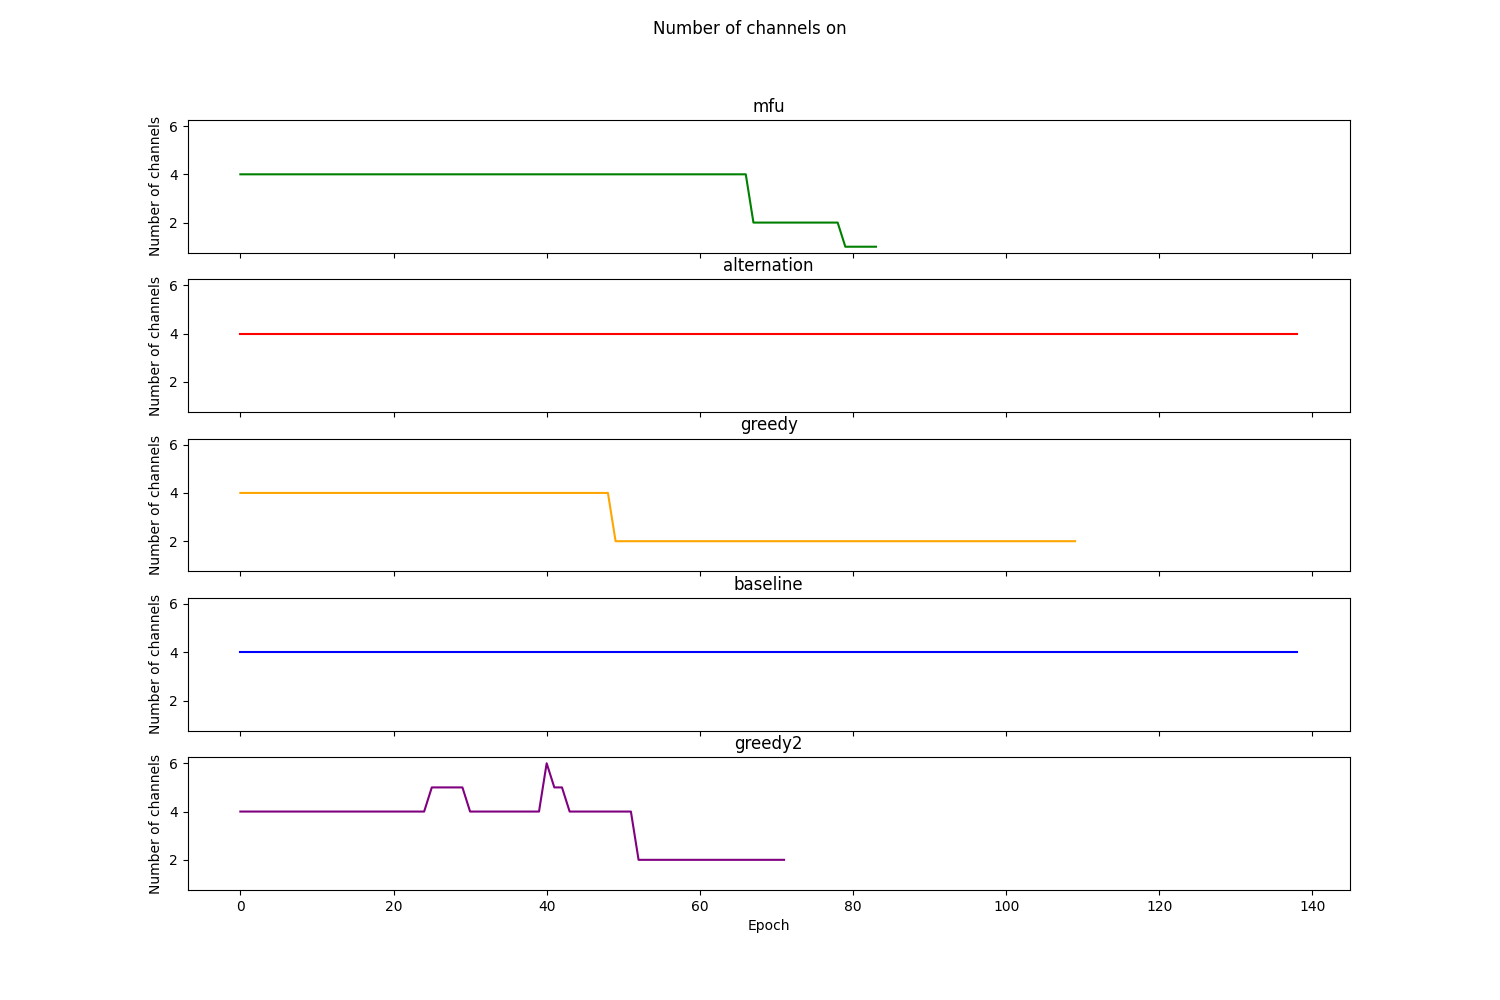 Number of channels on
mfu
Number of channels
6
4
2
alternation
Number of channels
6
4
2
greedy
Number of channels
6
4
2
baseline
Number of channels
6
4
2
greedy2
Number of channels
6
4
2
0 20 40 60 80 100 120 140
Epoch